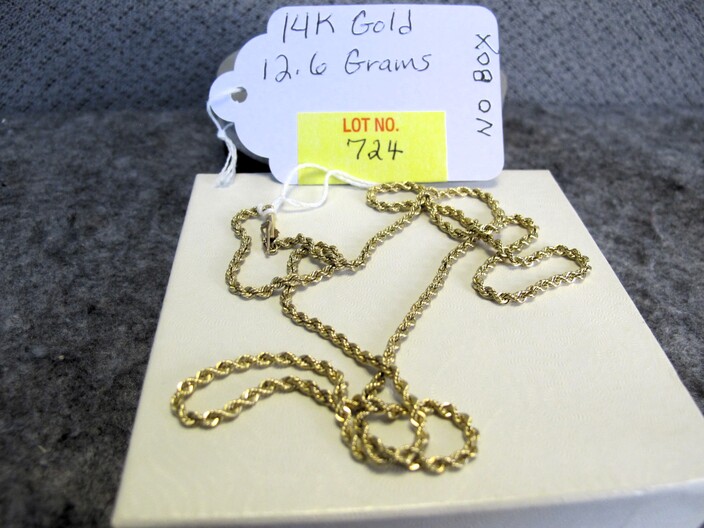 14K Gold
12.6 Grams
NO BOX
LOT NO.
724